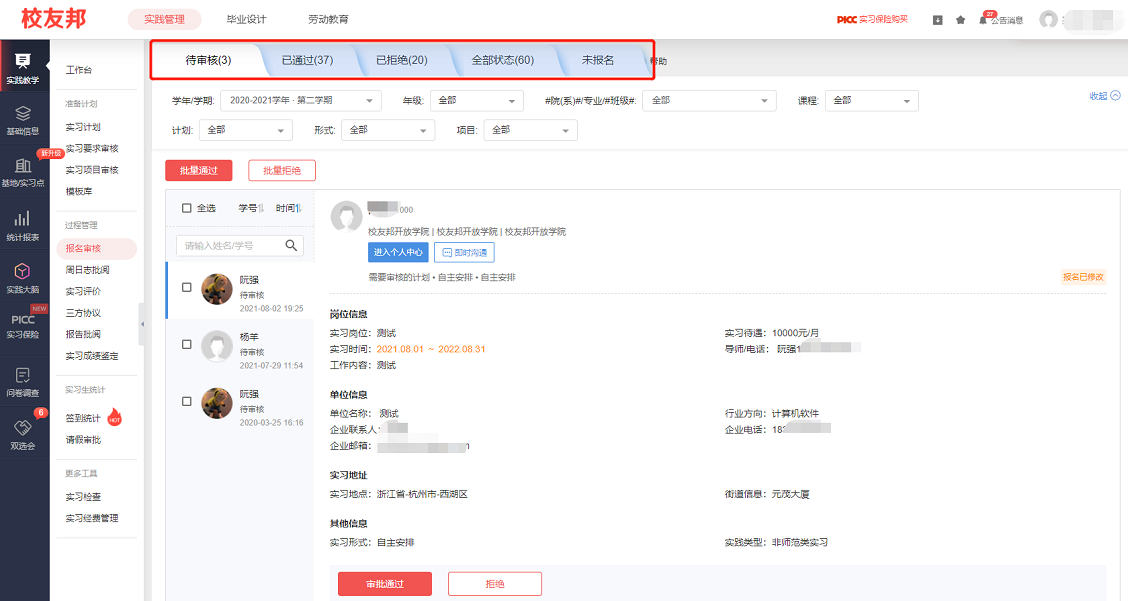 校友邦
实践管理 毕业设计 劳动教育 PICC 实习保险购买 27 公告消息
实践教学
基础信息
新升级
基地/实习点
统计报表
实践大脑
NEW
PICC
实习保险
问卷调查
6
双选会
工作台
准备计划
实习计划
实习要求审核
实习项目审核
模板库
过程管理
报名审核
周日志批阅
实习评价
三方协议
报告批阅
实习成绩鉴定
实习生统计
签到统计 HOT
请假审批
更多工具
实习检查
实习经费管理
待审核(3) 已通过(37) 已拒绝(20) 全部状态(60) 未报名 帮助
学年/学期: 2020-2021学年 · 第二学期 年级: 全部 #院(系)#/专业/#班级#: 全部 课程: 全部 收起
计划: 全部 形式: 全部 项目: 全部
批量通过 批量拒绝
全选 学号 时间
请输入姓名/学号
阮强
待审核
2021-08-02 19:25
杨羊
待审核
2021-07-29 11:54
阮强
待审核
2020-03-25 16:16
000
校友邦开放学院 | 校友邦开放学院 | 校友邦开放学院
进入个人中心 即时沟通
需要审核的计划 • 自主安排 • 自主安排 报名已修改
岗位信息
实习岗位: 测试 实习待遇: 10000元/月
实习时间: 2021.08.01 ~ 2022.08.31 导师/电话: 阮强1
工作内容: 测试
单位信息
单位名称: 测试 行业方向: 计算机软件
企业联系人: 企业电话: 18
企业邮箱:
实习地址
实习地点: 浙江省-杭州市-西湖区 街道信息: 元茂大厦
其他信息
实习形式: 自主安排 实践类型: 非师范类实习
审批通过 拒绝